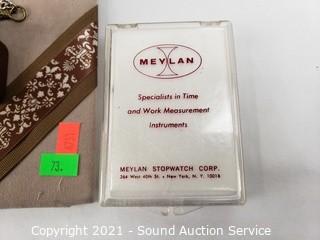 MEYLAN
Specialists in Time
and Work Measurement
Instruments
MEYLAN STOPWATCH CORP.
264 West 40th St. • New York, N. Y. 10018
73.
Copyright 2021 - Sound Auction Service